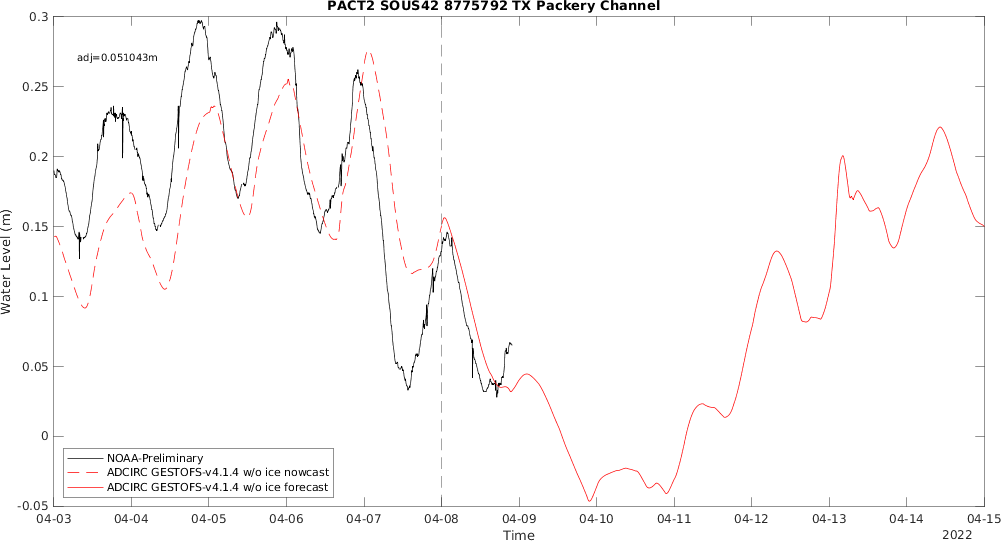 PACT2 SOUS42 8775792 TX Packery Channel
adj=0.051043m
0.3
0.25
0.2
0.15
0.1
0.05
0
-0.05
Water Level (m)
NOAA-Preliminary
ADCIRC GESTOFS-v4.1.4 w/o ice nowcast
ADCIRC GESTOFS-v4.1.4 w/o ice forecast
04-03 04-04 04-05 04-06 04-07 04-08 04-09 04-10 04-11 04-12 04-13 04-14 04-15
Time
2022